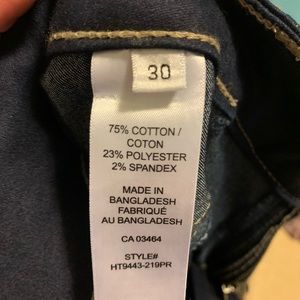 30
75% COTTON /
COTON
23% POLYESTER
2% SPANDEX
MADE IN
BANGLADESH
FABRIQUÉ
AU BANGLADESH
CA 03464
STYLE#
HT9443-219PR